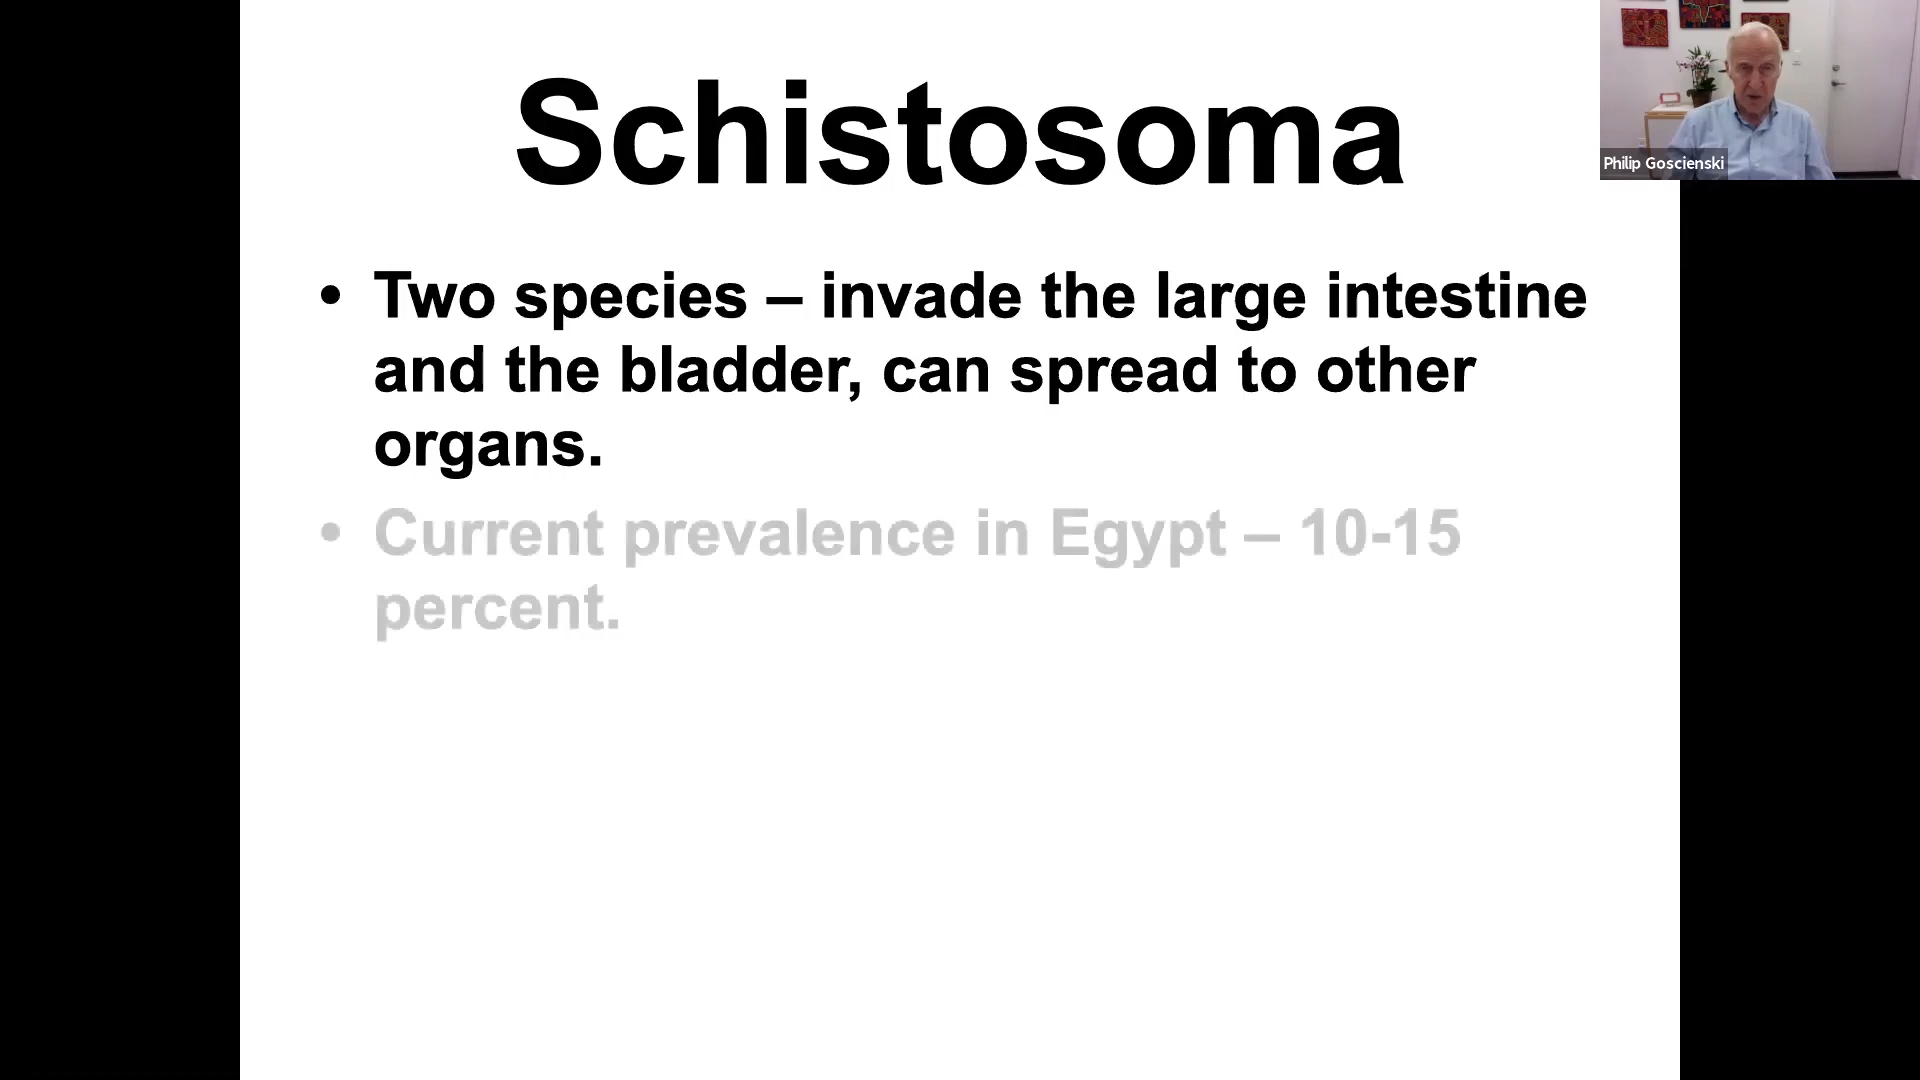 Schistosoma
• Two species – invade the large intestine
and the bladder, can spread to other
organs.
• Current prevalence in Egypt – 10-15
percent.
Philip Goscienski